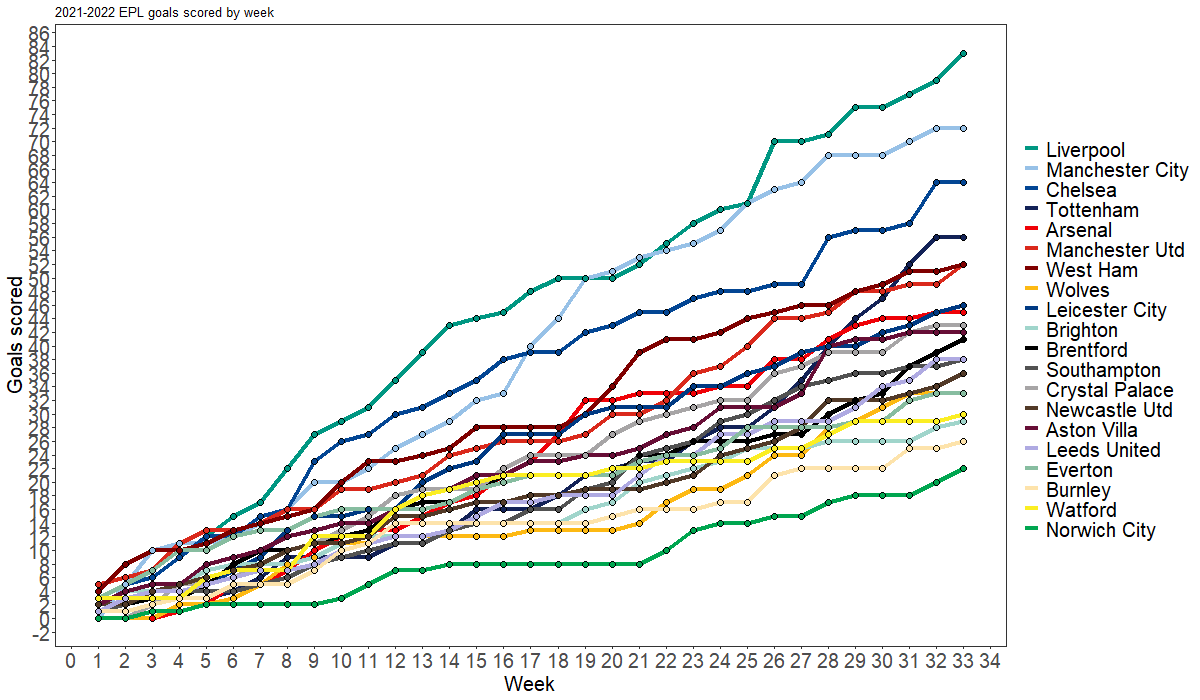 2021-2022 EPL goals scored by week
Goals scored
86
84
82
80
78
76
74
72
70
68
66
64
62
60
58
56
54
52
50
48
46
44
42
40
38
36
34
32
30
28
26
24
22
20
18
16
14
12
10
8
6
4
2
0
-2
0 1 2 3 4 5 6 7 8 9 10 11 12 13 14 15 16 17 18 19 20 21 22 23 24 25 26 27 28 29 30 31 32 33 34
Week
Liverpool
Manchester City
Chelsea
Tottenham
Arsenal
Manchester Utd
West Ham
Wolves
Leicester City
Brighton
Brentford
Southampton
Crystal Palace
Newcastle Utd
Aston Villa
Leeds United
Everton
Burnley
Watford
Norwich City